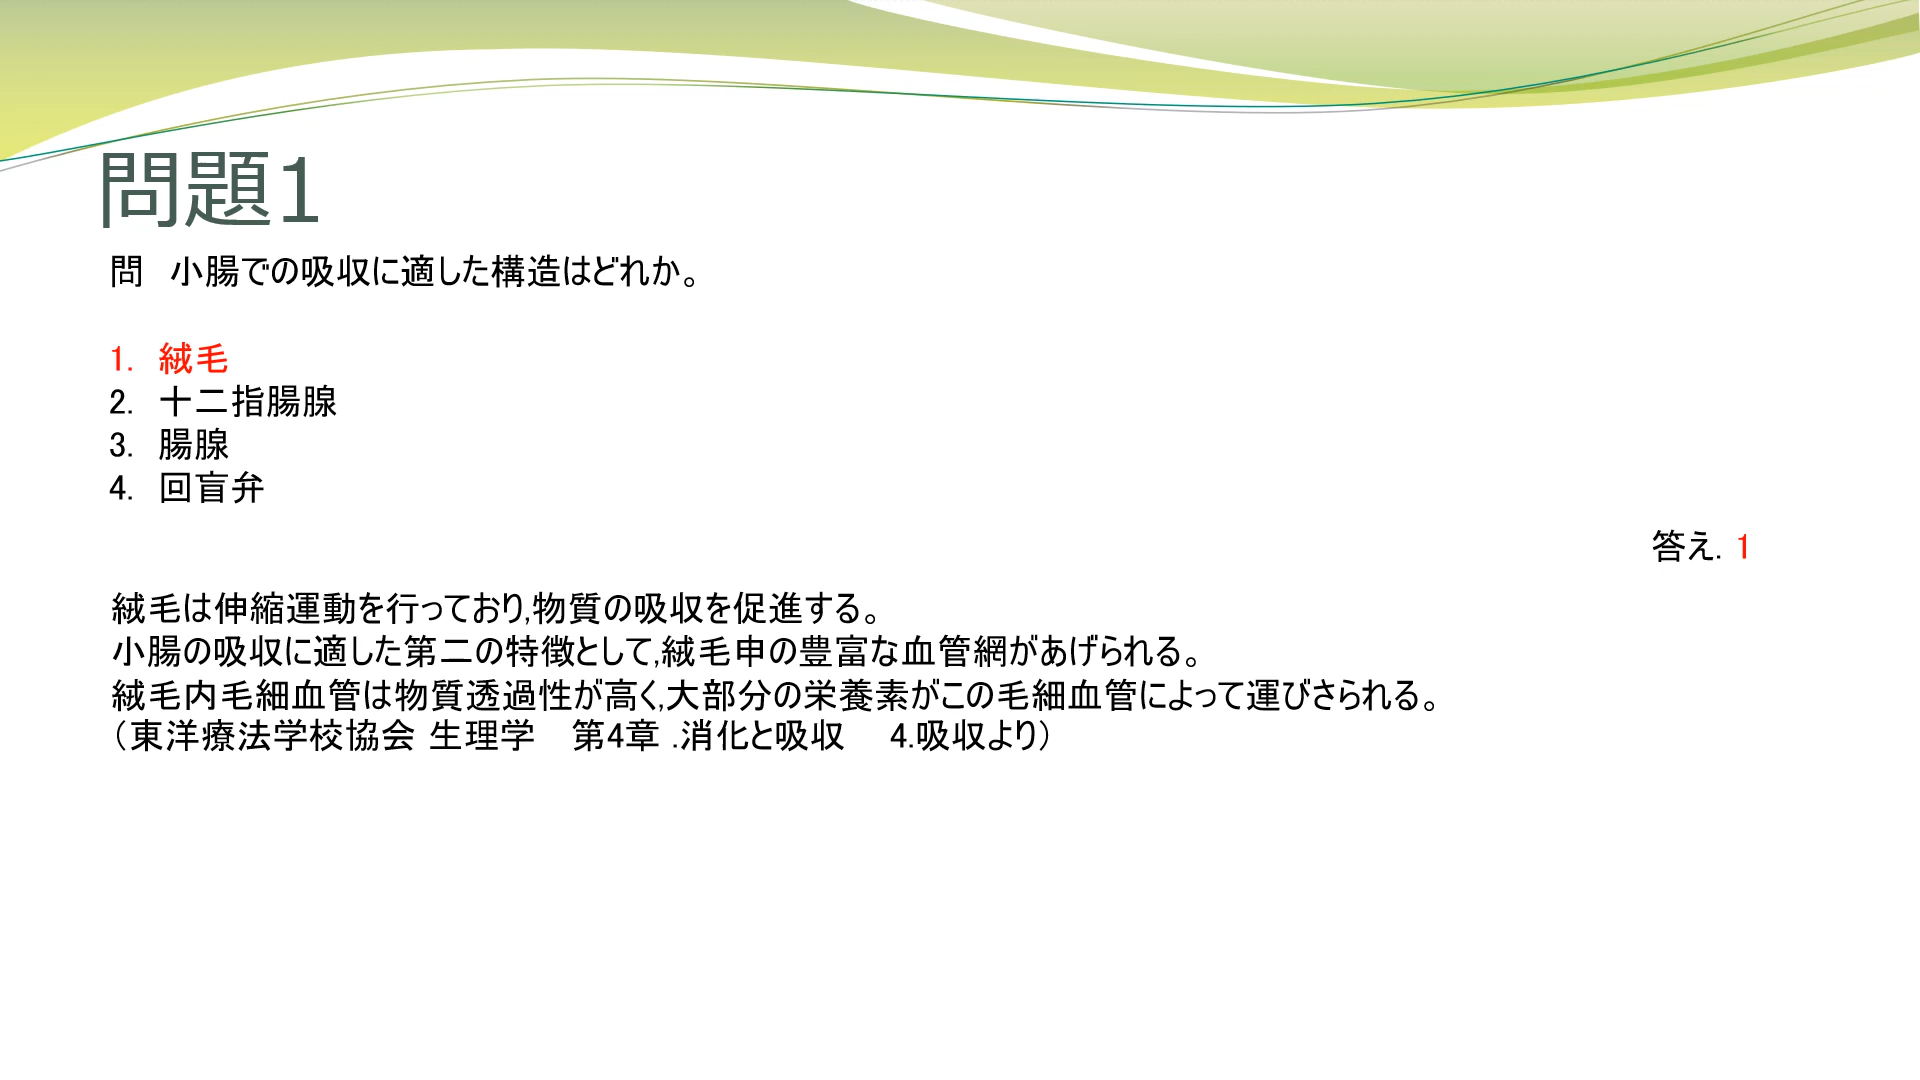 問題1
問　小腸での吸収に適した構造はどれか。
1.　絨毛
2.　十二指腸腺
3.　腸腺
4.　回盲弁
答え. 1
絨毛は伸縮運動を行っており,物質の吸収を促進する。
小腸の吸収に適した第二の特徴として,絨毛申の豊富な血管網があげられる。
絨毛内毛細血管は物質透過性が高く,大部分の栄養素がこの毛細血管によって運びさられる。
（東洋療法学校協会 生理学　第4章 .消化と吸収　4.吸収より）